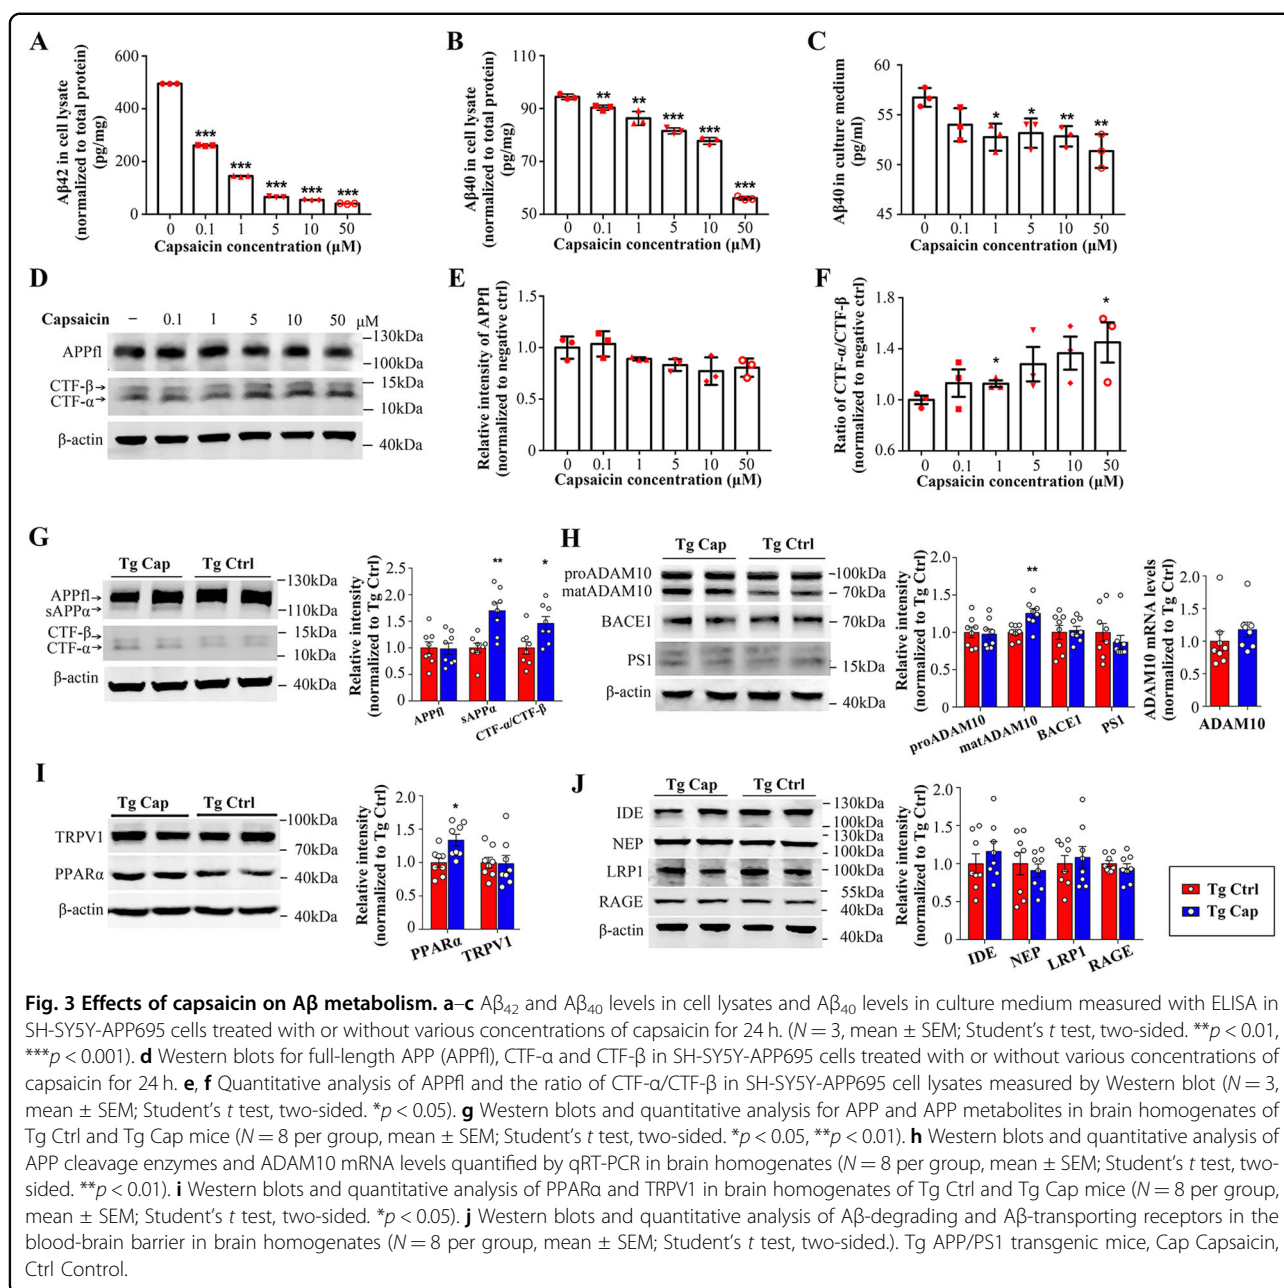 A
Aβ42 in cell lysate
(normalized to total protein)
(pg/mg)
600
400
200
0
***
***
***
***
***
0 0.1 1 5 10 50
Capsaicin concentration (μM)
B
Aβ40 in cell lysate
(normalized to total protein)
(pg/mg)
130
90
50
**
**
***
***
***
0 0.1 1 5 10 50
Capsaicin concentration (μM)
C
Aβ40 in culture medium
(pg/ml)
60
55
50
45
*
*
**
**
0 0.1 1 5 10 50
Capsaicin concentration (μM)
D
Capsaicin – 0.1 1 5 10 50 μM
APPfl
130kDa
100kDa
CTF-β
CTF-α
15kDa
10kDa
β-actin
40kDa
E
Relative intensity of APPfl
(normalized to negative ctrl)
1.5
1.0
0.5
0
0 0.1 1 5 10 50
Capsaicin concentration (μM)
F
Ratio of CTF-α/CTF-β
(normalized to negative ctrl)
1.8
1.4
1.0
0.6
*
*
0 0.1 1 5 10 50
Capsaicin concentration (μM)
G
Tg Cap Tg Ctrl
APPfl
sAPPα
130kDa
110kDa
CTF-β
CTF-α
15kDa
10kDa
β-actin
40kDa
Relative intensity
(normalized to Tg Ctrl)
2.5
2.0
1.5
1.0
0.5
0
**
*
APPfl sAPPα CTF-α/CTF-β
H
Tg Cap Tg Ctrl
proADAM10
matADAM10
100kDa
70kDa
BACE1
70kDa
PS1
15kDa
β-actin
40kDa
Relative intensity
(normalized to Tg Ctrl)
2.0
1.5
1.0
0.5
0
**
proADAM10 matADAM10 BACE1 PS1
ADAM10 mRNA levels
(normalized to Tg Ctrl)
2.0
1.5
1.0
0.5
0
ADAM10
I
Tg Cap Tg Ctrl
TRPV1
100kDa
70kDa
PPARα
40kDa
β-actin
40kDa
Relative intensity
(normalized to Tg Ctrl)
2.0
1.5
1.0
0.5
0
*
PPARα TRPV1
J
Tg Cap Tg Ctrl
IDE
130kDa
100kDa
NEP
130kDa
100kDa
LRP1
100kDa
RAGE
55kDa
40kDa
β-actin
40kDa
Relative intensity
(normalized to Tg Ctrl)
2.0
1.5
1.0
0.5
0
IDE NEP LRP1 RAGE
Tg Ctrl
Tg Cap
Fig. 3 Effects of capsaicin on Aβ metabolism. a–c Aβ42 and Aβ40 levels in cell lysates and Aβ40 levels in culture medium measured with ELISA in
SH-SY5Y-APP695 cells treated with or without various concentrations of capsaicin for 24 h. (N = 3, mean ± SEM; Student's t test, two-sided. **p < 0.01,
***p < 0.001). d Western blots for full-length APP (APPfl), CTF-α and CTF-β in SH-SY5Y-APP695 cells treated with or without various concentrations of
capsaicin for 24 h. e, f Quantitative analysis of APPfl and the ratio of CTF-α/CTF-β in SH-SY5Y-APP695 cell lysates measured by Western blot (N = 3,
mean ± SEM; Student's t test, two-sided. *p < 0.05). g Western blots and quantitative analysis for APP and APP metabolites in brain homogenates of
Tg Ctrl and Tg Cap mice (N = 8 per group, mean ± SEM; Student's t test, two-sided. *p < 0.05, **p < 0.01). h Western blots and quantitative analysis of
APP cleavage enzymes and ADAM10 mRNA levels quantified by qRT-PCR in brain homogenates (N = 8 per group, mean ± SEM; Student's t test, two-
sided. **p < 0.01). i Western blots and quantitative analysis of PPARα and TRPV1 in brain homogenates of Tg Ctrl and Tg Cap mice (N = 8 per group,
mean ± SEM; Student's t test, two-sided. *p < 0.05). j Western blots and quantitative analysis of Aβ-degrading and Aβ-transporting receptors in the
blood-brain barrier in brain homogenates (N = 8 per group, mean ± SEM; Student's t test, two-sided.). Tg APP/PS1 transgenic mice, Cap Capsaicin,
Ctrl Control.